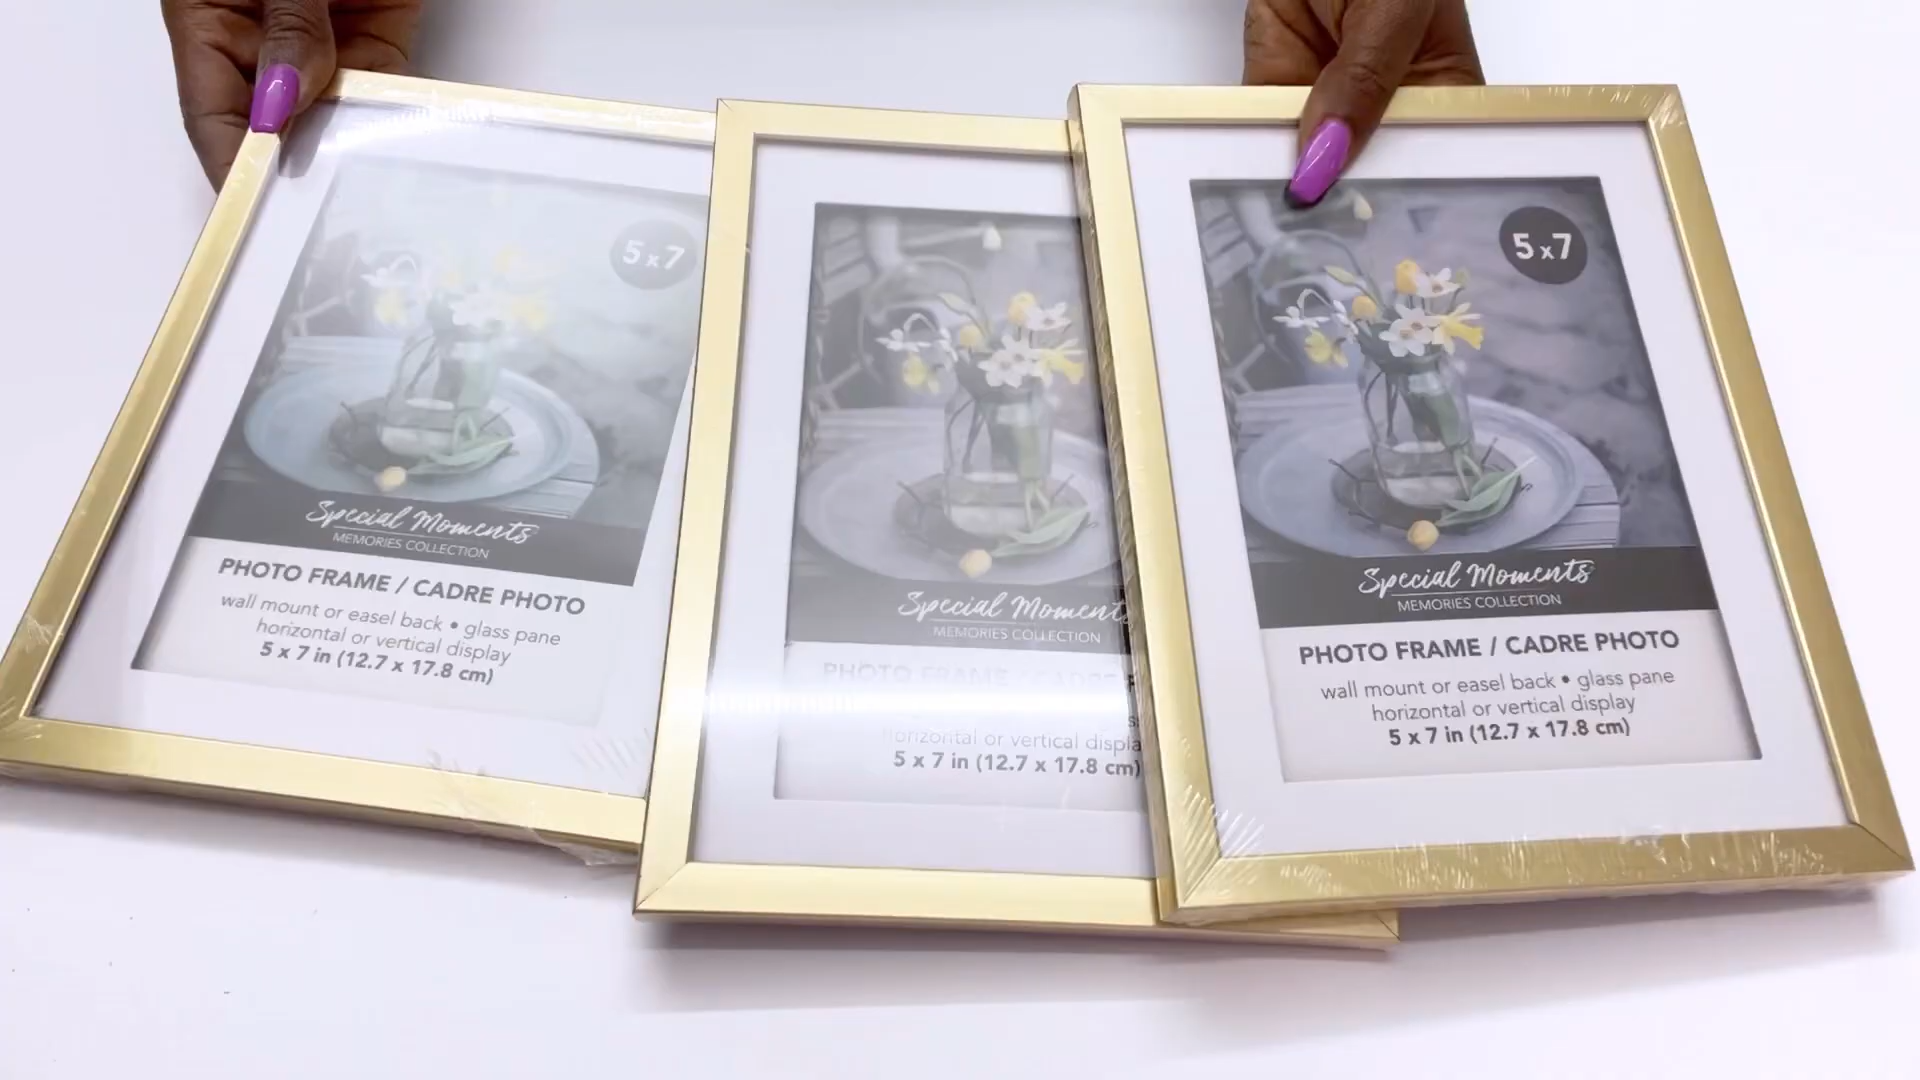 5 x 7
Special Moments
MEMORIES COLLECTION
PHOTO FRAME / CADRE PHOTO
wall mount or easel back • glass pane
horizontal or vertical display
5 x 7 in (12.7 x 17.8 cm)
Special Moments
MEMORIES COLLECTION
PHOTO FRAME / CADRE
horizontal or vertical displa
5 x 7 in (12.7 x 17.8 cm)
5 x 7
Special Moments
MEMORIES COLLECTION
PHOTO FRAME / CADRE PHOTO
wall mount or easel back • glass pane
horizontal or vertical display
5 x 7 in (12.7 x 17.8 cm)